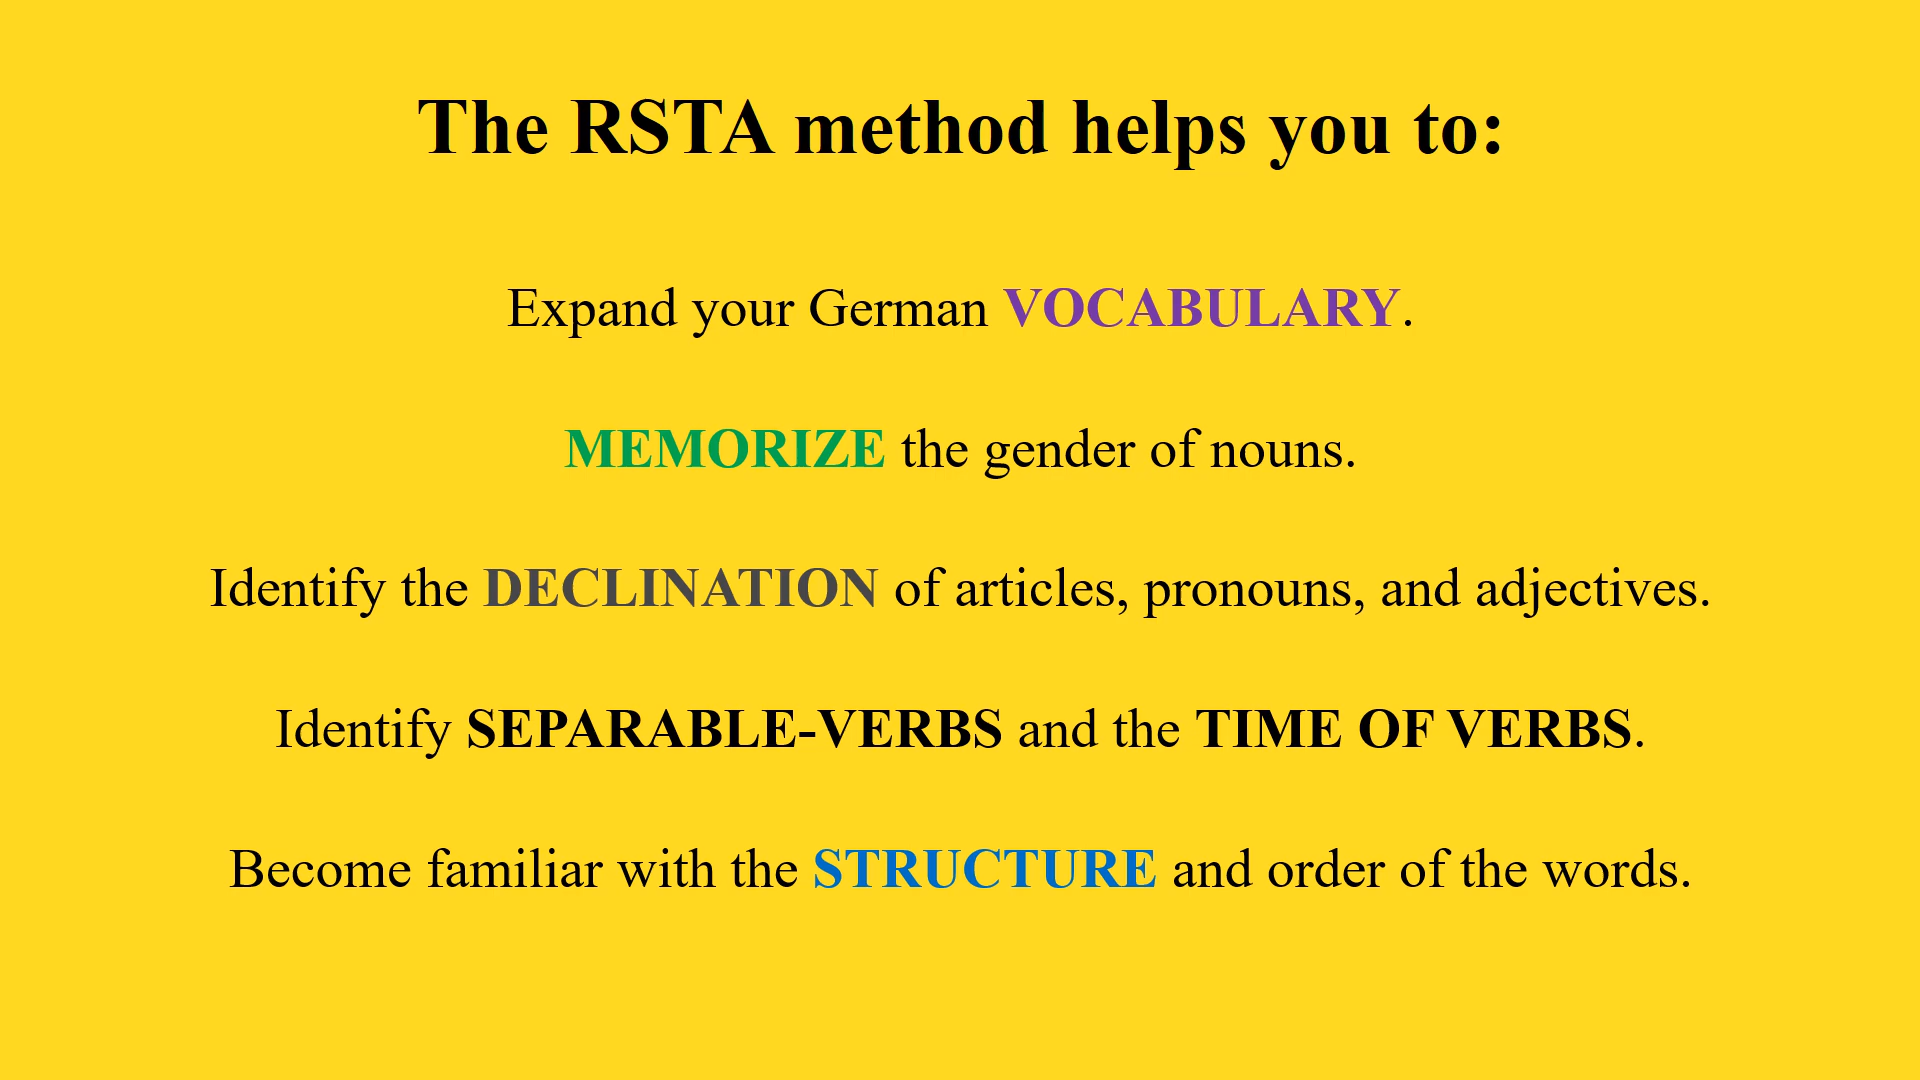 The RSTA method helps you to:
Expand your German VOCABULARY.
MEMORIZE the gender of nouns.
Identify the DECLINATION of articles, pronouns, and adjectives.
Identify SEPARABLE-VERBS and the TIME OF VERBS.
Become familiar with the STRUCTURE and order of the words.